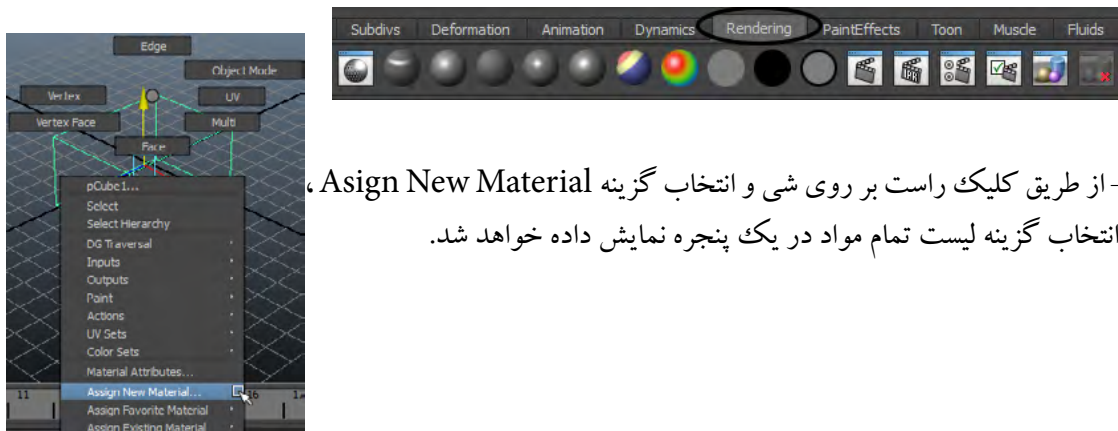 Subdivs Deformation Animation Dynamics Rendering PaintEffects Toon Muscle Fluids
IPR
Edge
Object Mode
Vertex UV
Vertex Face Multi
Face
pCube1...
Select
Select Hierarchy
DG Traversal
Inputs
Outputs
Paint
Actions
UV Sets
Color Sets
Material Attributes...
Assign New Material...
Assign Favorite Material
Assign Existing Material
11 16
- از طریق کلیک راست بر روی شی و انتخاب گزینه Asign New Material ،
انتخاب گزینه لیست تمام مواد در یک پنجره نمایش داده خواهد شد.